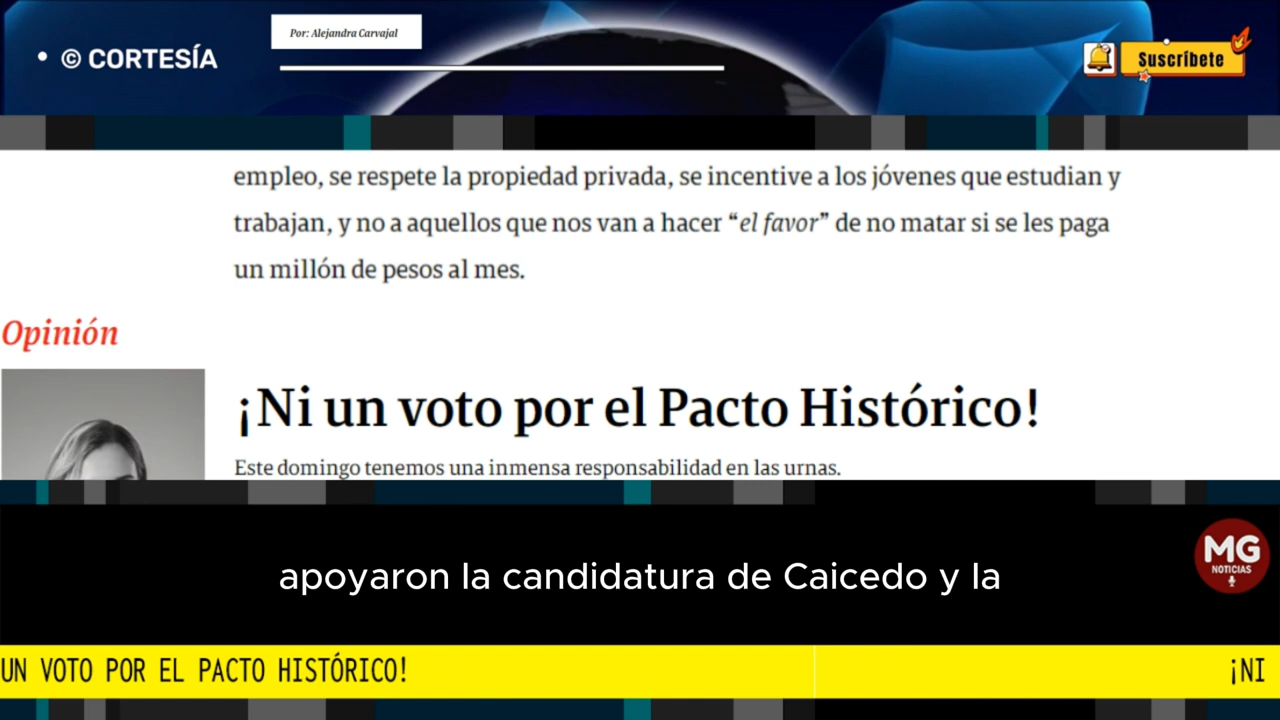 Por: Alejandra Carvajal
• © CORTESÍA
Suscríbete
empleo, se respete la propiedad privada, se incentive a los jóvenes que estudian y
trabajan, y no a aquellos que nos van a hacer “el favor” de no matar si se les paga
un millón de pesos al mes.
Opinión
¡Ni un voto por el Pacto Histórico!
Este domingo tenemos una inmensa responsabilidad en las urnas.
apoyaron la candidatura de Caicedo y la
MG
NOTICIAS
UN VOTO POR EL PACTO HISTÓRICO! ¡NI